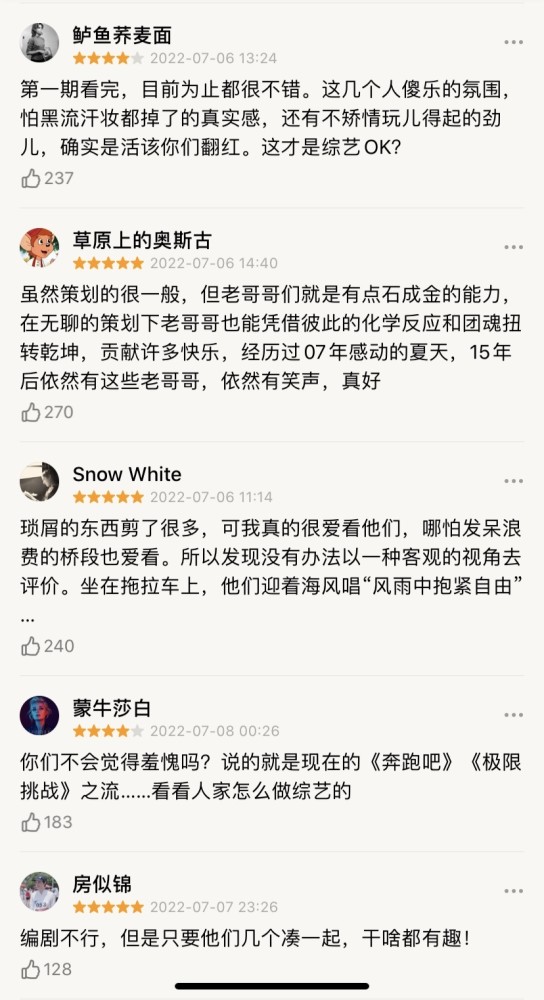 鲈鱼荞麦面
2022-07-06 13:24
第一期看完，目前为止都很不错。这几个人傻乐的氛围，
怕黑流汗妆都掉了的真实感，还有不矫情玩儿得起的劲
儿，确实是活该你们翻红。这才是综艺OK?
237
草原上的奥斯古
2022-07-06 14:40
虽然策划的很一般，但老哥哥们就是有点石成金的能力，
在无聊的策划下老哥哥也能凭借彼此的化学反应和团魂扭
转乾坤，贡献许多快乐，经历过07年感动的夏天，15年
后依然有这些老哥哥，依然有笑声，真好
270
Snow White
2022-07-06 11:14
琐屑的东西剪了很多，可我真的很爱看他们，哪怕发呆浪
费的桥段也爱看。所以发现没有办法以一种客观的视角去
评价。坐在拖拉车上，他们迎着海风唱“风雨中抱紧自由”
...
240
蒙牛莎白
2022-07-08 00:26
你们不会觉得羞愧吗？说的就是现在的《奔跑吧》《极限
挑战》之流……看看人家怎么做综艺的
183
房似锦
2022-07-07 23:26
编剧不行，但是只要他们几个凑一起，干啥都有趣！
128